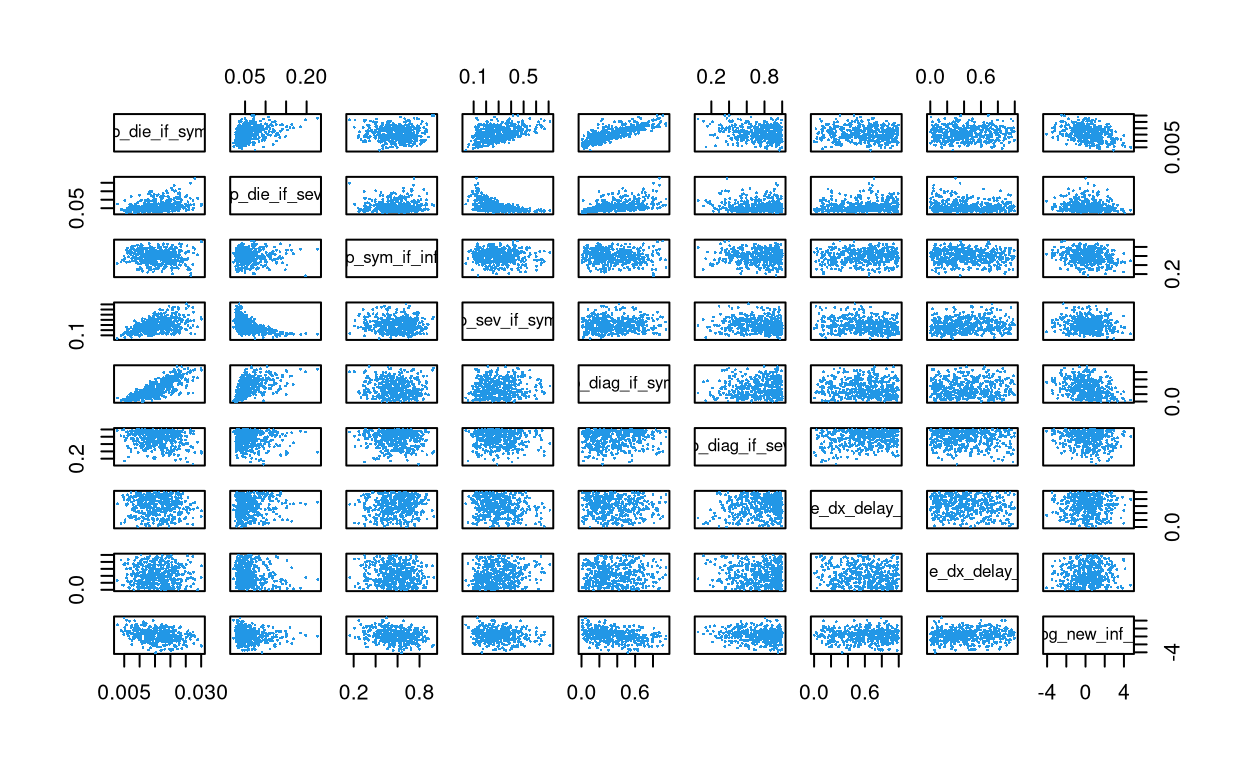 0.05 0.20 0.1 0.5 0.2 0.8 0.0 0.6
p_die_if_sym 0.005
0.05 p_die_if_sev
p_sym_if_inf 0.2
0.1 p_sev_if_sym
_diag_if_sym 0.0
0.2 p_diag_if_sev
e_dx_delay_ 0.0
0.0 e_dx_delay_
og_new_inf_ -4
0.005 0.030 0.2 0.8 0.0 0.6 0.0 0.6 -4 0 4